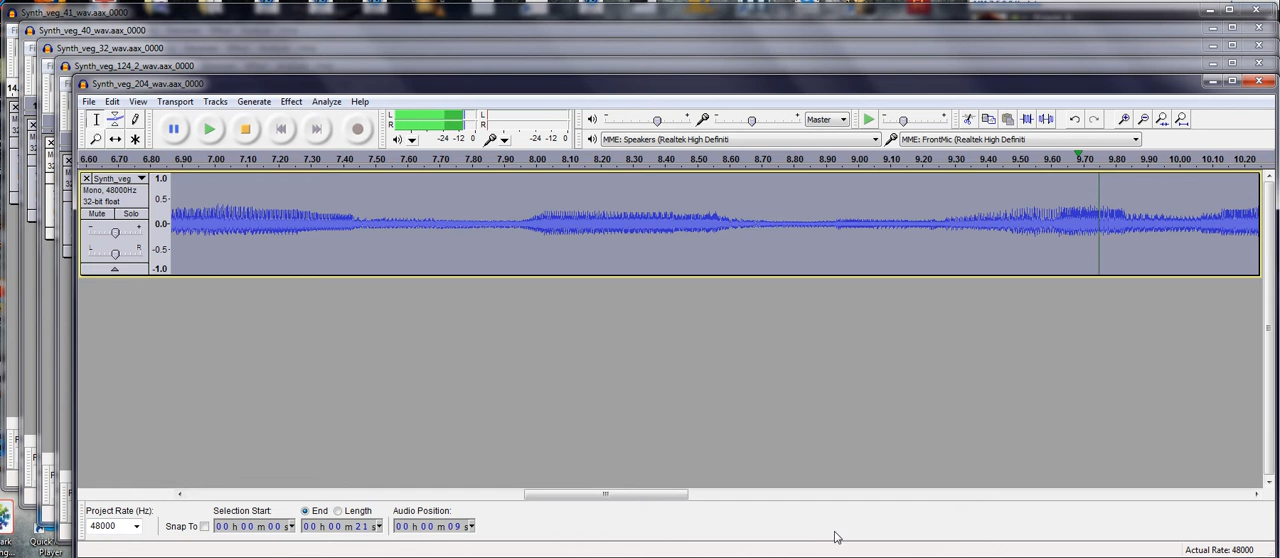 Synth_veg_41_wav.aax_0000
Synth_veg_40_wav.aax_0000
Synth_veg_32_wav.aax_0000
Synth_veg_124_2_wav.aax_0000
Synth_veg_204_wav.aax_0000
File Edit View Transport Tracks Generate Effect Analyze Help
L
R
-24 -12 0
-24 -12 0
Master
MME: Speakers (Realtek High Definiti
MME: FrontMic (Realtek High Definiti
6.60 6.70 6.80 6.90 7.00 7.10 7.20 7.30 7.40 7.50 7.60 7.70 7.80 7.90 8.00 8.10 8.20 8.30 8.40 8.50 8.60 8.70 8.80 8.90 9.00 9.10 9.20 9.30 9.40 9.50 9.60 9.70 9.80 9.90 10.00 10.10 10.20
Synth_veg
Mono, 48000Hz
32-bit float
Mute Solo
- +
L R
1.0
0.5
0.0
-0.5
-1.0
Project Rate (Hz):
48000
Snap To
Selection Start:
00 h 00 m 00 s
End Length
00 h 00 m 21 s
Audio Position:
00 h 00 m 09 s
Quick
Player
Actual Rate: 48000